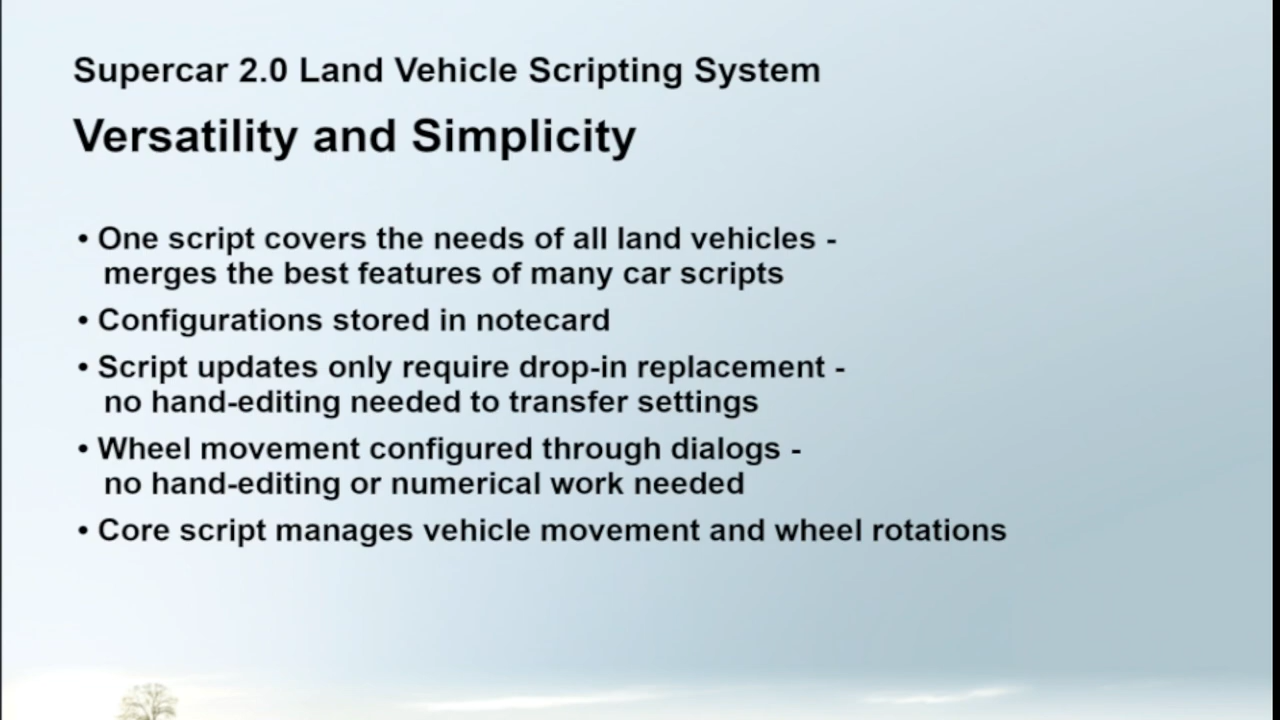 Supercar 2.0 Land Vehicle Scripting System
Versatility and Simplicity
• One script covers the needs of all land vehicles -
merges the best features of many car scripts
• Configurations stored in notecard
• Script updates only require drop-in replacement -
no hand-editing needed to transfer settings
• Wheel movement configured through dialogs -
no hand-editing or numerical work needed
• Core script manages vehicle movement and wheel rotations